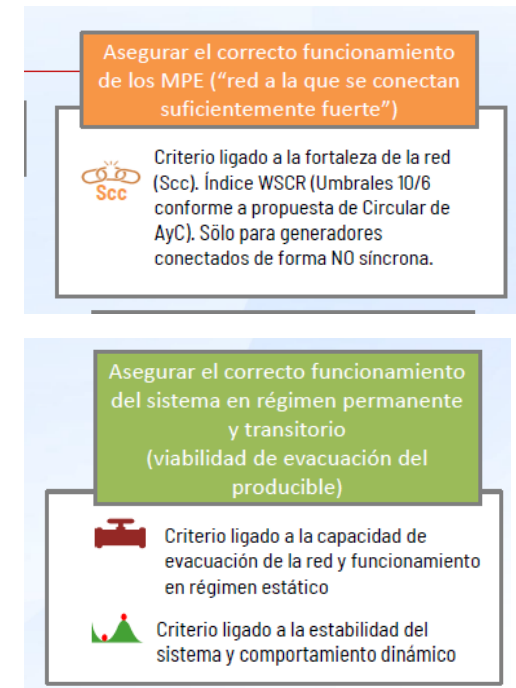 Asegurar el correcto funcionamiento
de los MPE (“red a la que se conectan
suficientemente fuerte”)
Scc
Criterio ligado a la fortaleza de la red
(Scc). Índice WSCR (Umbrales 10/6
conforme a propuesta de Circular de
AyC). Sölo para generadores
conectados de forma NO síncrona.
Asegurar el correcto funcionamiento
del sistema en régimen permanente
y transitorio
(viabilidad de evacuación del
producible)
Criterio ligado a la capacidad de
evacuación de la red y funcionamiento
en régimen estático
Criterio ligado a la estabilidad del
sistema y comportamiento dinámico